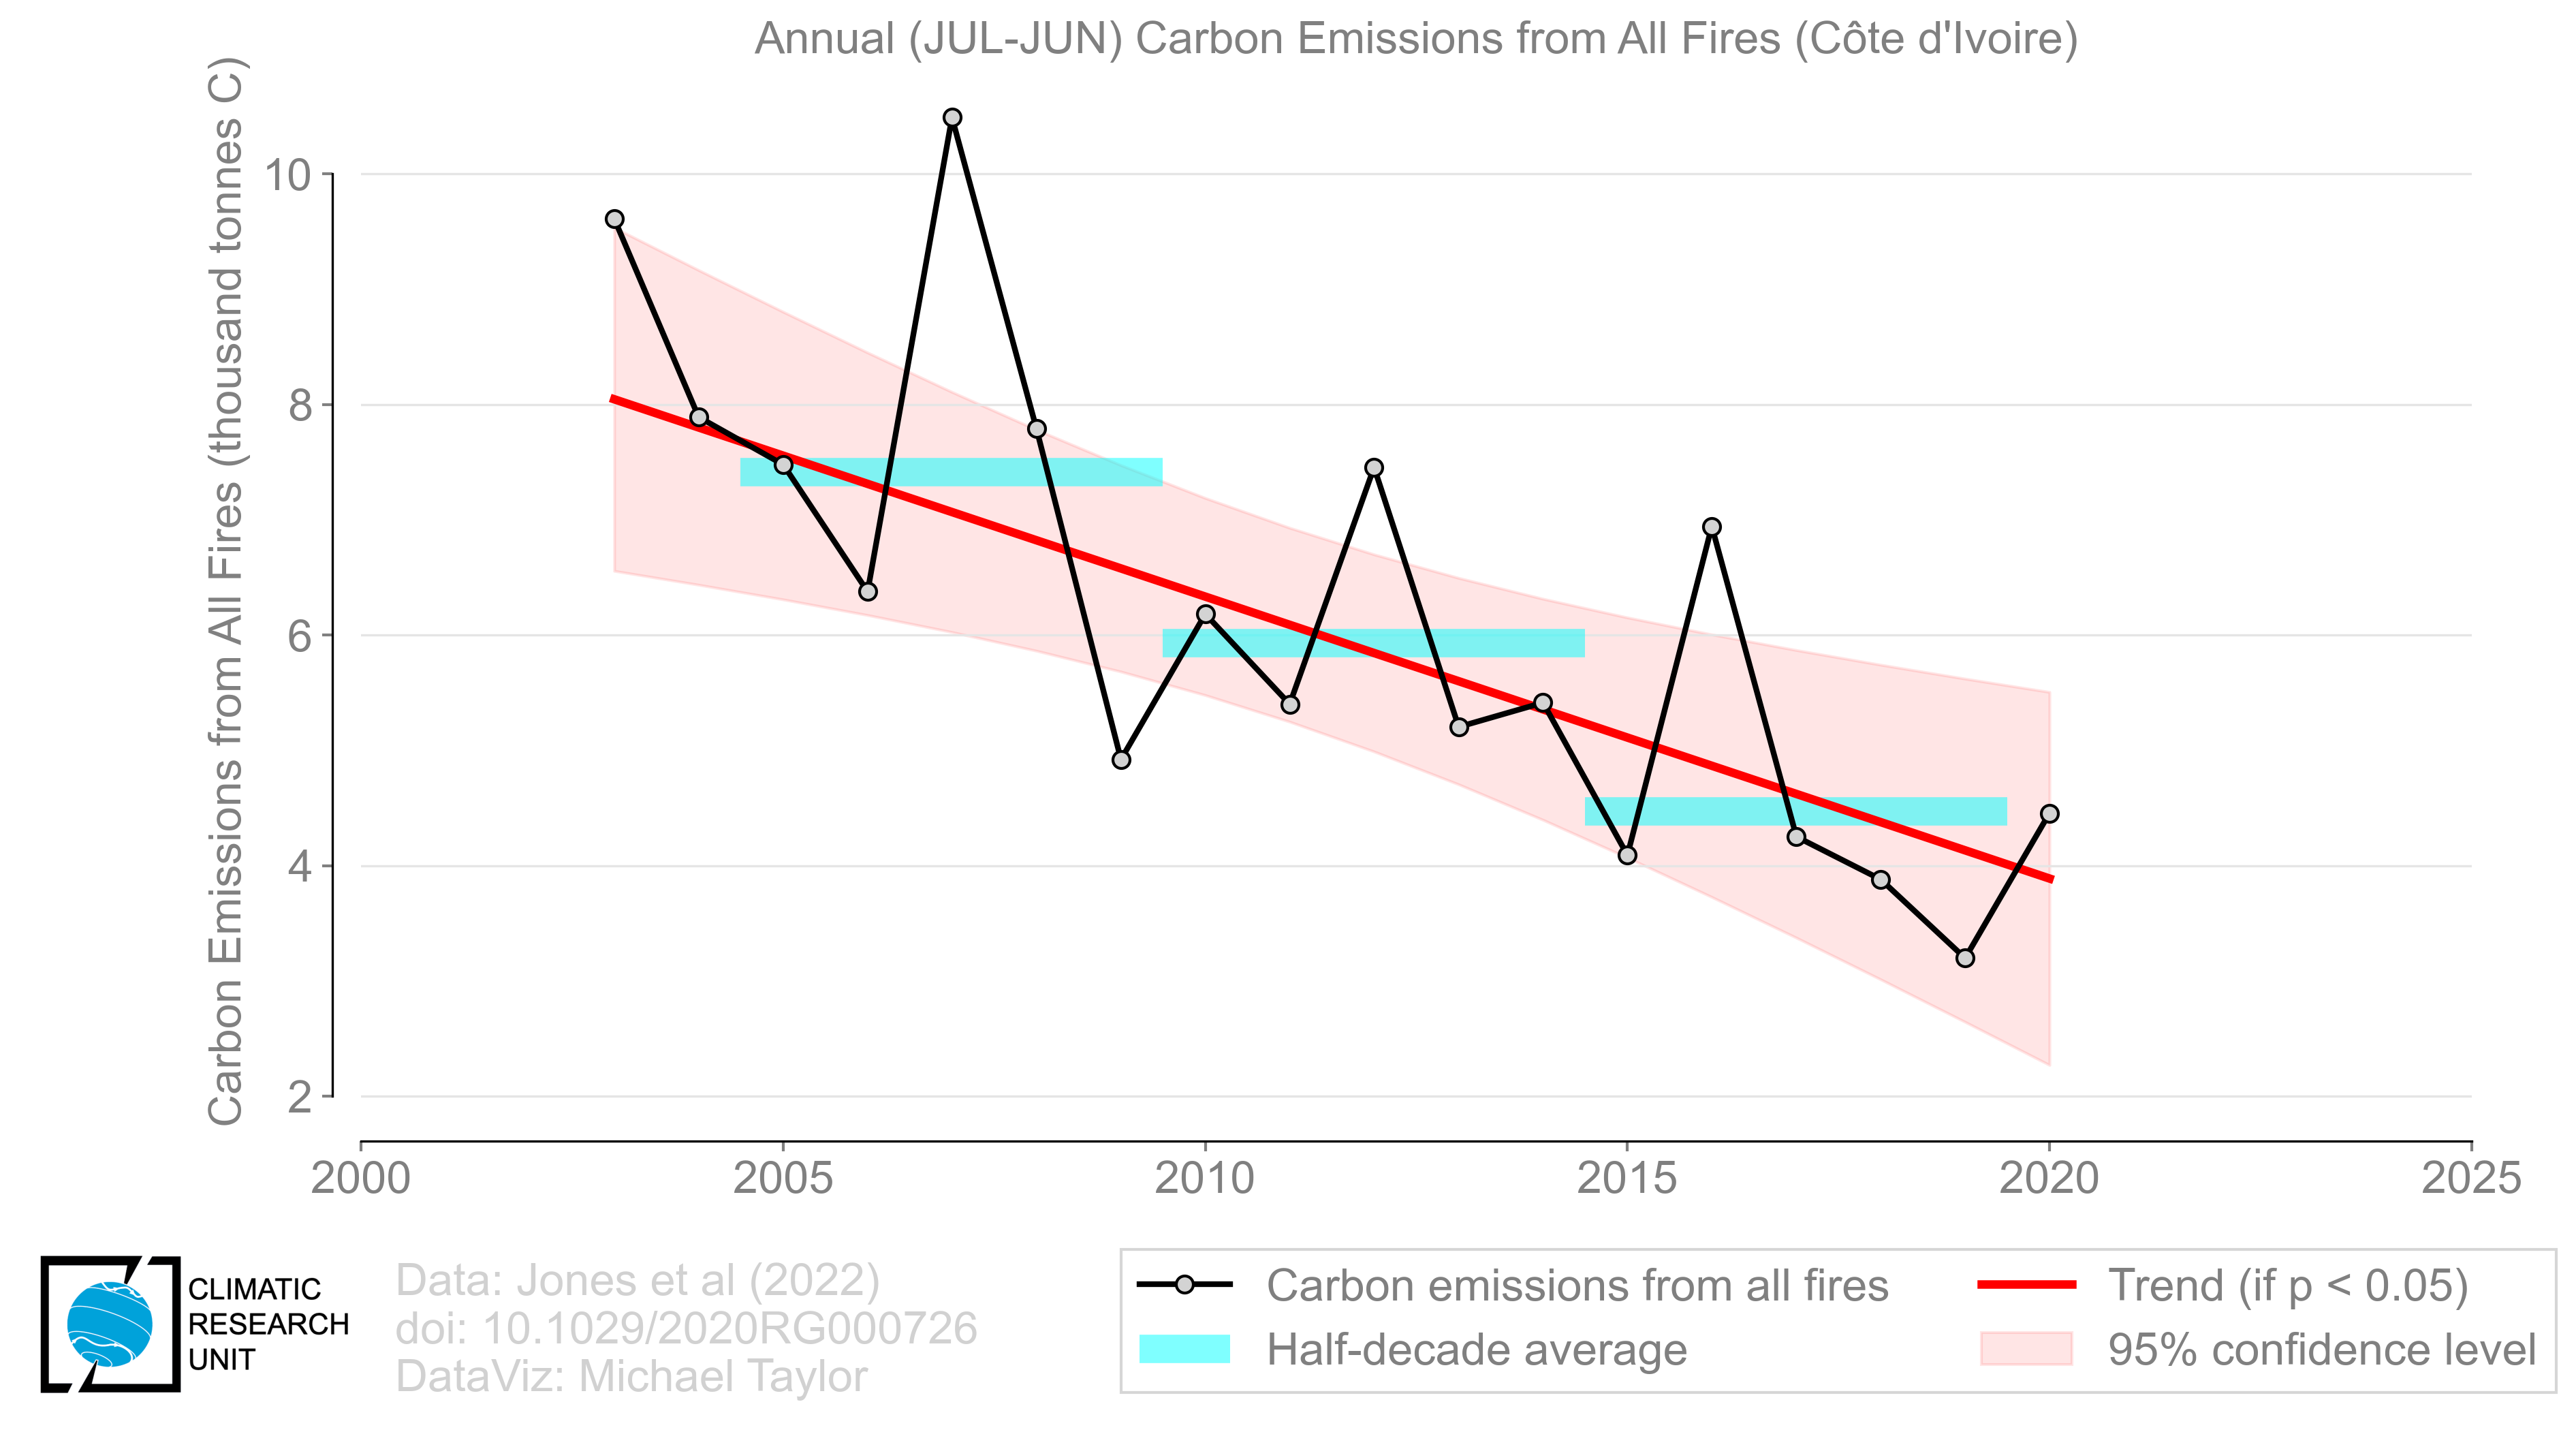 Annual (JUL-JUN) Carbon Emissions from All Fires (Côte d'Ivoire)
Carbon Emissions from All Fires (thousand tonnes C)
10
8
6
4
2
2000
2005
2010
2015
2020
2025
CLIMATIC
RESEARCH
UNIT
Data: Jones et al (2022)
doi: 10.1029/2020RG000726
DataViz: Michael Taylor
Carbon emissions from all fires
Half-decade average
Trend (if p < 0.05)
95% confidence level